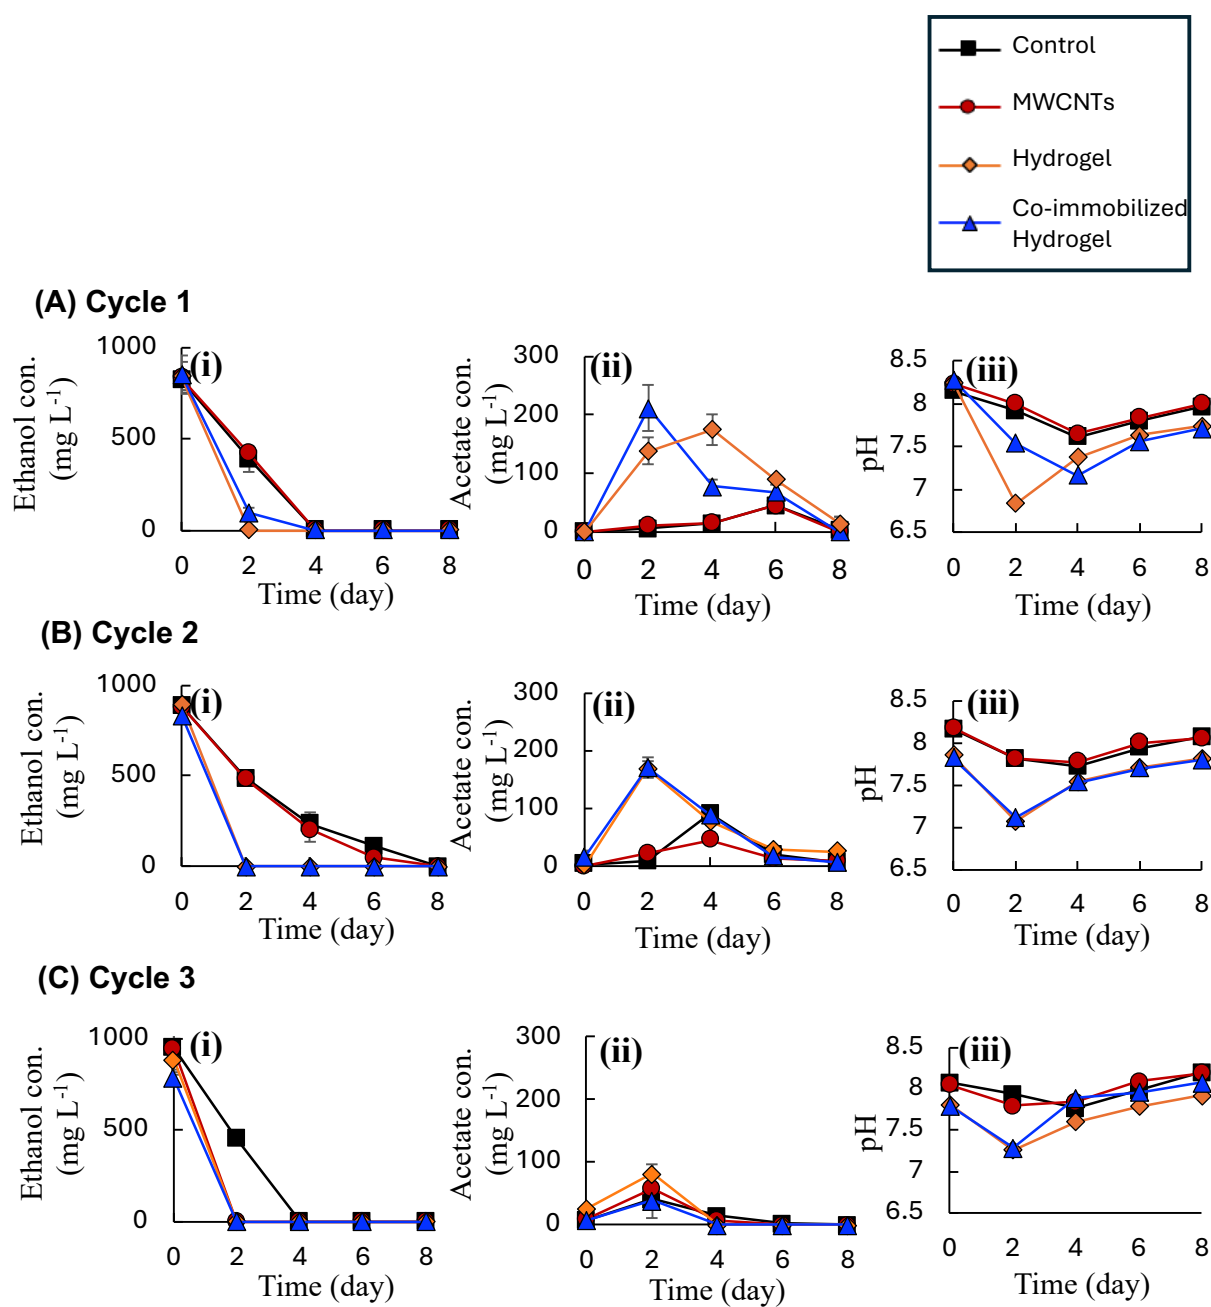 Control
MWCNTs
Hydrogel
Co-immobilized
Hydrogel
(A) Cycle 1
Ethanol con.
(mg L-1)
1000
500
0
(i)
0 2 4 6 8
Time (day)
Acetate con.
(mg L-1)
300
200
100
0
(ii)
0 2 4 6 8
Time (day)
pH
8.5
8
7.5
7
6.5
(iii)
0 2 4 6 8
Time (day)
(B) Cycle 2
Ethanol con.
(mg L-1)
1000
500
0
(i)
0 2 4 6 8
Time (day)
Acetate con.
(mg L-1)
300
200
100
0
(ii)
0 2 4 6 8
Time (day)
pH
8.5
8
7.5
7
6.5
(iii)
0 2 4 6 8
Time (day)
(C) Cycle 3
Ethanol con.
(mg L-1)
1000
500
0
(i)
0 2 4 6 8
Time (day)
Acetate con.
(mg L-1)
300
200
100
0
(ii)
0 2 4 6 8
Time (day)
pH
8.5
8
7.5
7
6.5
(iii)
0 2 4 6 8
Time (day)